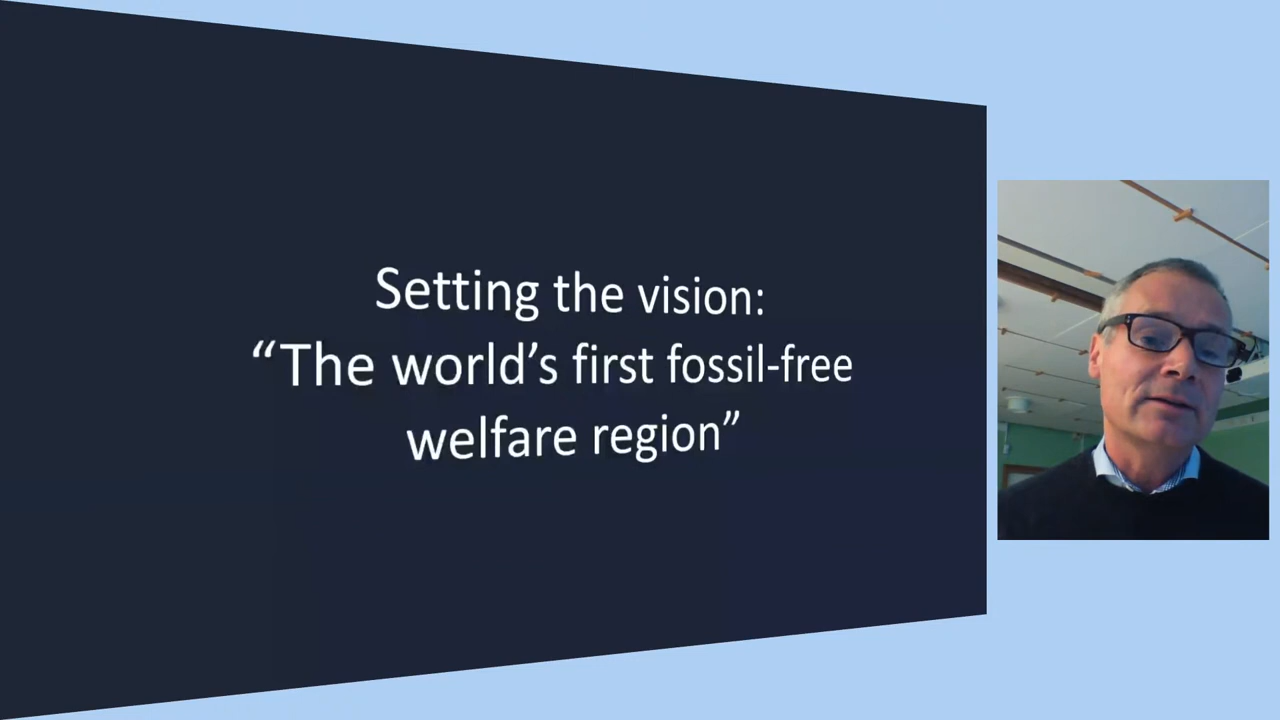 Setting the vision:
“The world’s first fossil-free
welfare region”